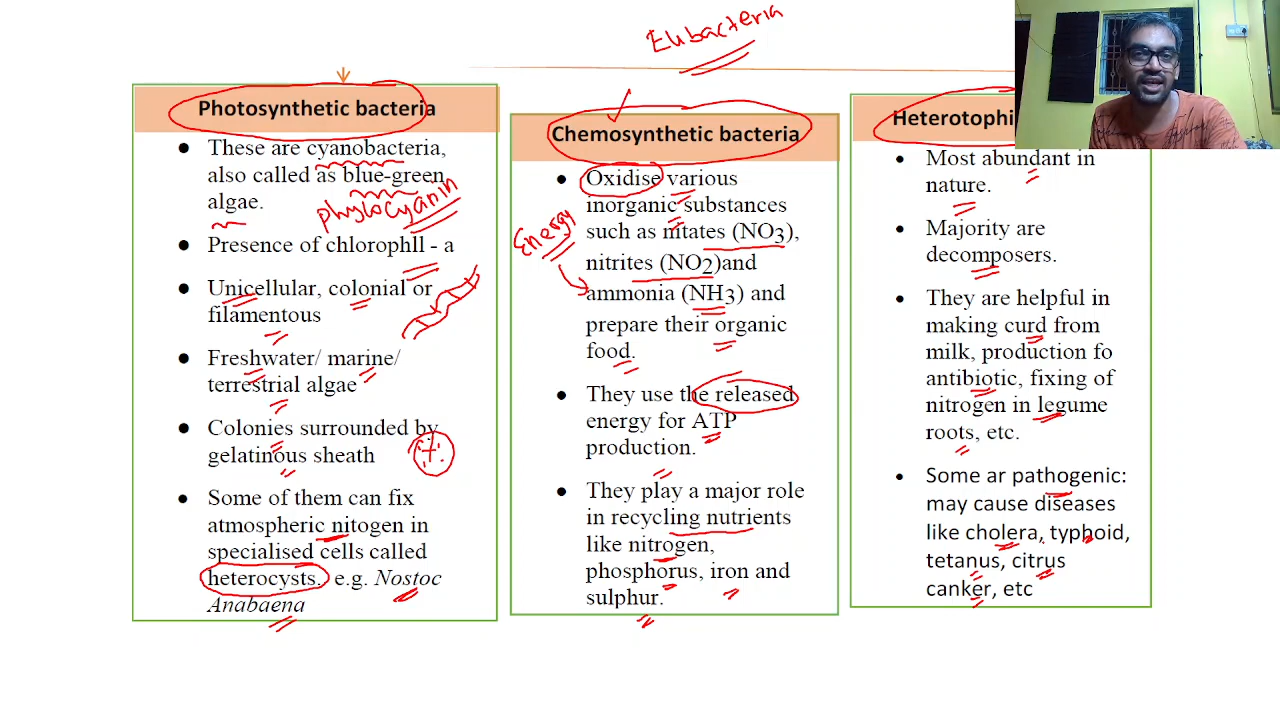 Eubacteria
Photosynthetic bacteria
● These are cyanobacteria,
also called as blue-green
algae.
phylocyanin
● Presence of chlorophll - a
● Unicellular, colonial or
filamentous
● Freshwater/ marine/
terrestrial algae
● Colonies surrounded by
gelatinous sheath
● Some of them can fix
atmospheric nitogen in
specialised cells called
heterocysts. e.g. Nostoc
Anabaena
Chemosynthetic bacteria
● Oxidise various
inorganic substances
such as nitates (NO3),
nitrites (NO2)and
ammonia (NH3) and
prepare their organic
food.
Energy
● They use the released
energy for ATP
production.
● They play a major role
in recycling nutrients
like nitrogen,
phosphorus, iron and
sulphur.
Heterotophi
● Most abundant in
nature.
● Majority are
decomposers.
● They are helpful in
making curd from
milk, production fo
antibiotic, fixing of
nitrogen in legume
roots, etc.
● Some ar pathogenic:
may cause diseases
like cholera, typhoid,
tetanus, citrus
canker, etc